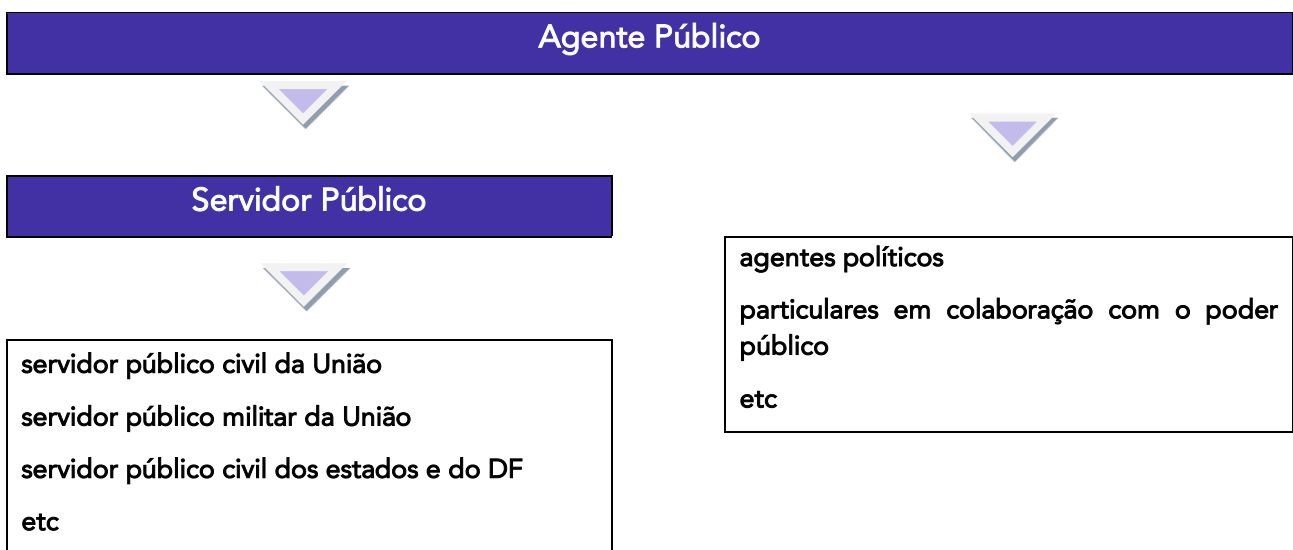 Agente Público
Servidor Público
servidor público civil da União
servidor público militar da União
servidor público civil dos estados e do DF
etc
agentes políticos
particulares em colaboração com o poder
público
etc